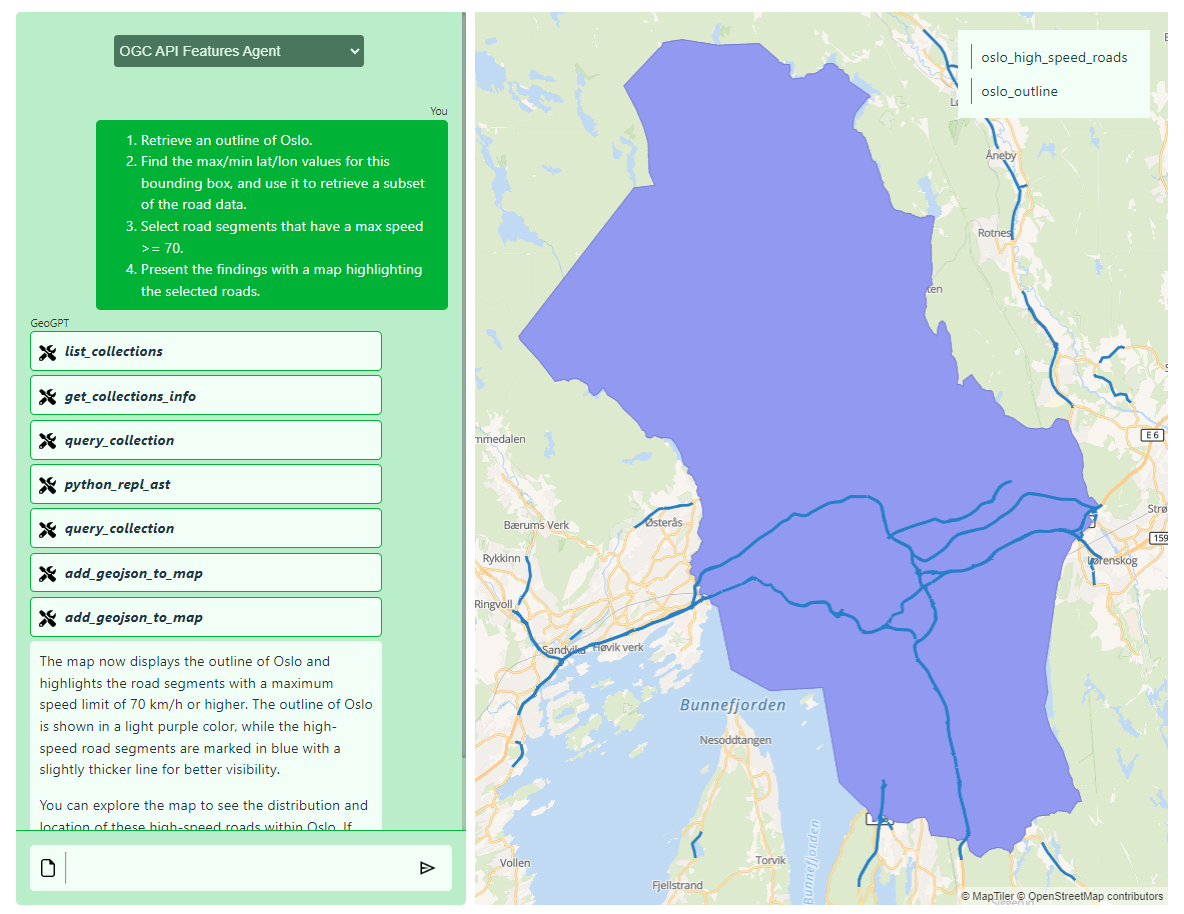 OGC API Features Agent
You
1. Retrieve an outline of Oslo.
2. Find the max/min lat/lon values for this
bounding box, and use it to retrieve a subset
of the road data.
3. Select road segments that have a max speed
>= 70.
4. Present the findings with a map highlighting
the selected roads.
GeoGPT
list_collections
get_collections_info
query_collection
python_repl_ast
query_collection
add_geojson_to_map
add_geojson_to_map
The map now displays the outline of Oslo and
highlights the road segments with a maximum
speed limit of 70 km/h or higher. The outline of Oslo
is shown in a light purple color, while the high-
speed road segments are marked in blue with a
slightly thicker line for better visibility.
You can explore the map to see the distribution and
location of these high-speed roads within Oslo. If
oslo_high_speed_roads
oslo_outline
Åneby
Rotnes
ten
mmedalen
E 6
Bærums Verk
Østerås
Strø
159
Rykkinn
Lørenskog
Ringvoll
Sandvika
Høvik verk
Bunnefjorden
Nesoddtangen
Bunnefjorden
Vollen
Torvik
Fjellstrand
© MapTiler © OpenStreetMap contributors